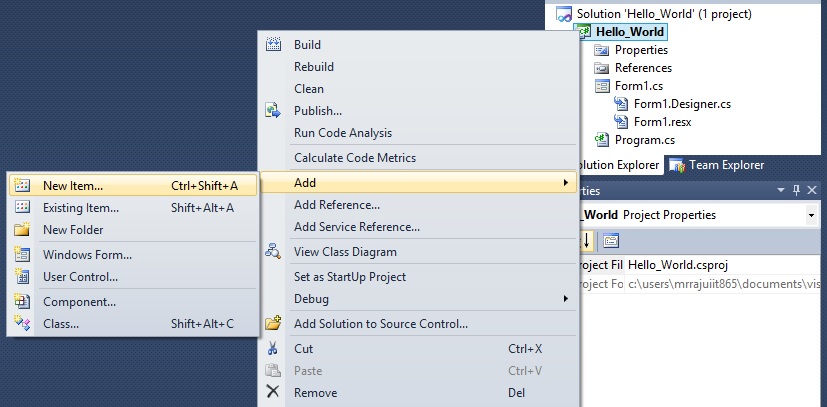 Solution 'Hello_World' (1 project)
Hello_World
Properties
References
Form1.cs
Form1.Designer.cs
Form1.resx
Program.cs
olution Explorer Team Explorer
rties
_World Project Properties
roject Fil Hello_World.csproj
roject Fo c:\users\mrrajuiit865\documents\vis
Build
Rebuild
Clean
Publish...
Run Code Analysis
Calculate Code Metrics
Add
Add Reference...
Add Service Reference...
View Class Diagram
Set as StartUp Project
Debug
Add Solution to Source Control...
Cut Ctrl+X
Paste Ctrl+V
Remove Del
New Item... Ctrl+Shift+A
Existing Item... Shift+Alt+A
New Folder
Windows Form...
User Control...
Component...
Class... Shift+Alt+C